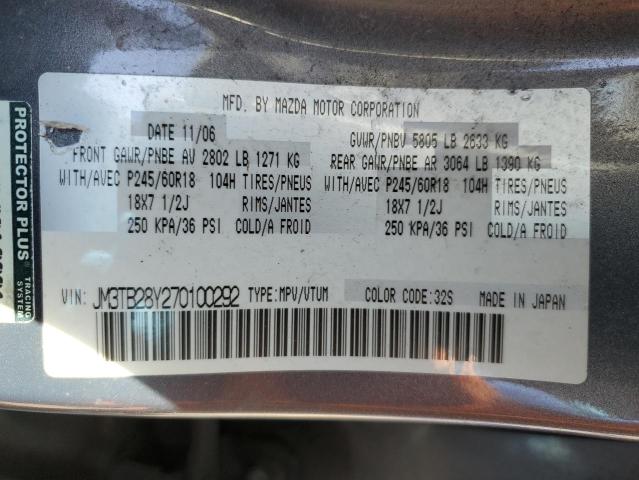 MFD. BY MAZDA MOTOR CORPORATION
DATE 11/06 GVWR/PNBV 5805 LB 2633 KG
FRONT GAWR/PNBE AV 2802 LB 1271 KG REAR GAWR/PNBE AR 3064 LB 1390 KG
WITH/AVEC P245/60R18 104H TIRES/PNEUS WITH/AVEC P245/60R18 104H TIRES/PNEUS
18X7 1/2J RIMS/JANTES 18X7 1/2J RIMS/JANTES
250 KPA/36 PSI COLD/A FROID 250 KPA/36 PSI COLD/A FROID
VIN: JM3TB28Y270100292 TYPE:MPV/VTUM COLOR CODE:32S MADE IN JAPAN
PROTECTOR PLUS
TRACING
SYSTEM